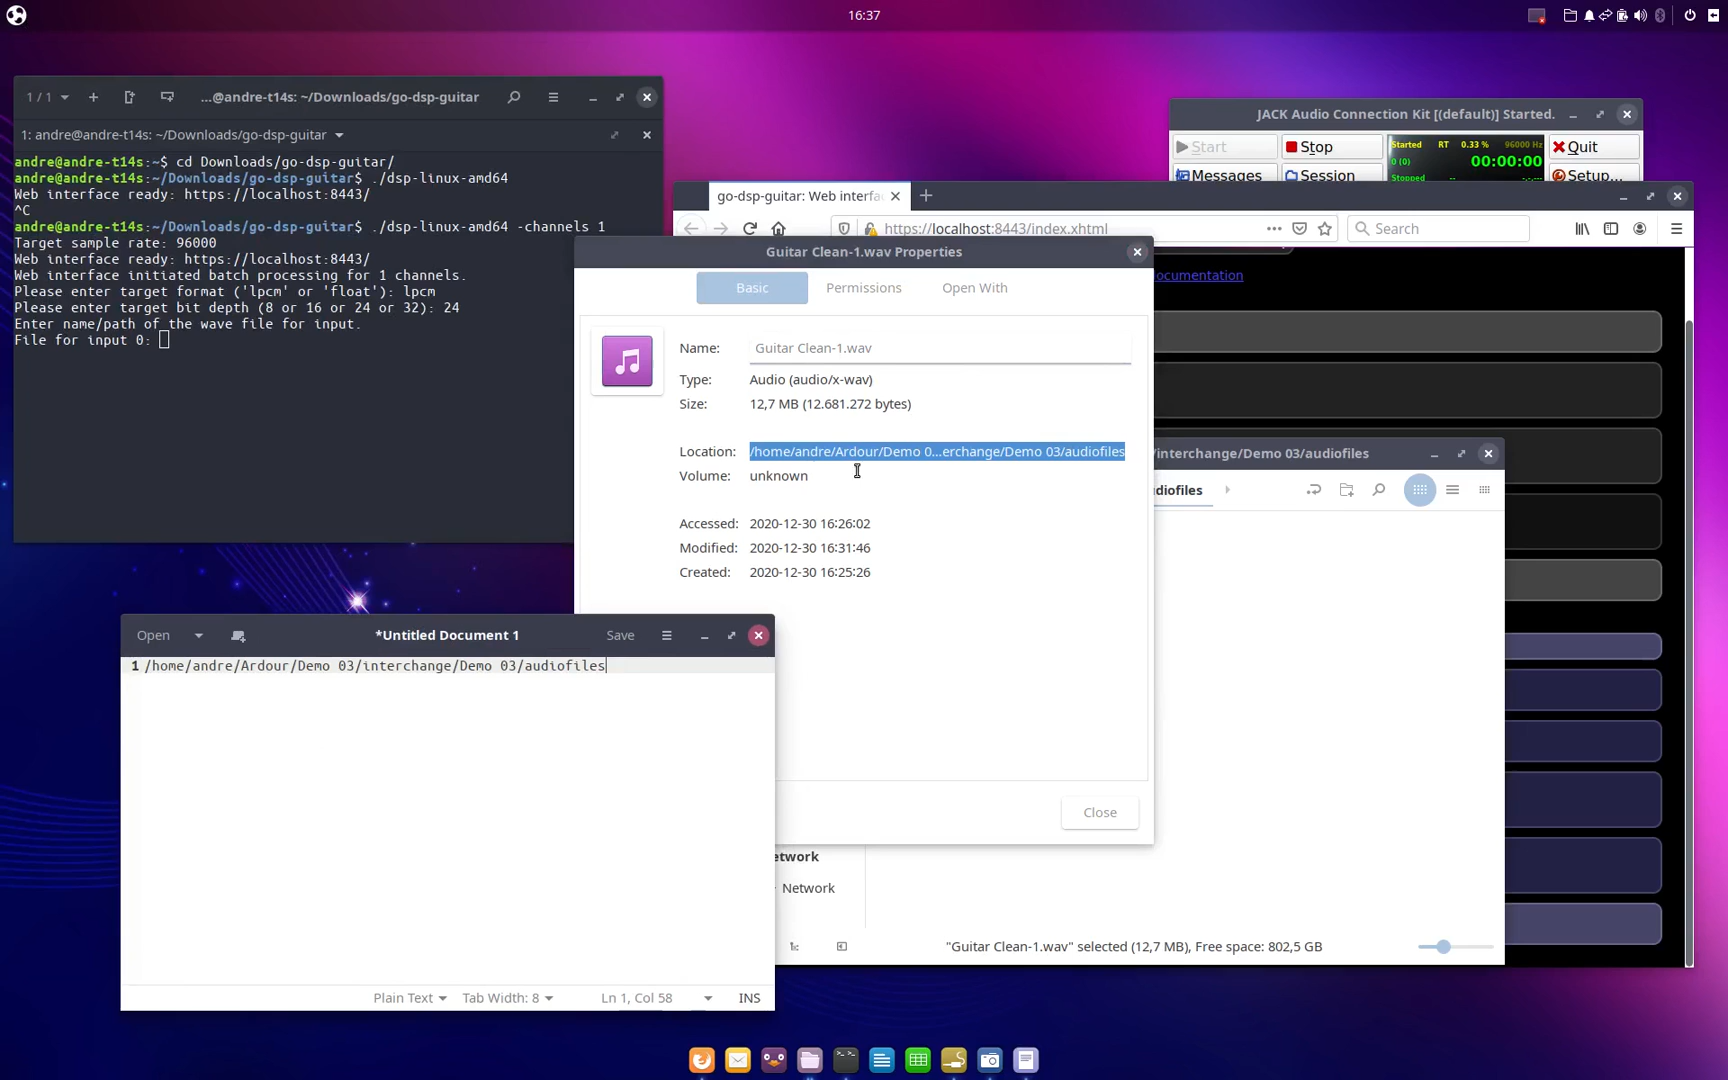 16:37
1 / 1
...@andre-t14s: ~/Downloads/go-dsp-guitar
1: andre@andre-t14s: ~/Downloads/go-dsp-guitar
andre@andre-t14s:~$ cd Downloads/go-dsp-guitar/
andre@andre-t14s:~/Downloads/go-dsp-guitar$ ./dsp-linux-amd64
Web interface ready: https://localhost:8443/
^C
andre@andre-t14s:~/Downloads/go-dsp-guitar$ ./dsp-linux-amd64 -channels 1
Target sample rate: 96000
Web interface ready: https://localhost:8443/
Web interface initiated batch processing for 1 channels.
Please enter target format ('lpcm' or 'float'): lpcm
Please enter target bit depth (8 or 16 or 24 or 32): 24
Enter name/path of the wave file for input.
File for input 0:
JACK Audio Connection Kit [(default)] Started.
Start
Stop
Started RT 0.33 % 96000 Hz
0 (0) 00:00:00
Stopped
Quit
Messages
Session
Setup...
go-dsp-guitar: Web interfa
https://localhost:8443/index.xhtml
Search
ocumentation
Guitar Clean-1.wav Properties
Basic
Permissions
Open With
Name: Guitar Clean-1.wav
Type: Audio (audio/x-wav)
Size: 12,7 MB (12.681.272 bytes)
Location: /home/andre/Ardour/Demo 0...erchange/Demo 03/audiofiles
Volume: unknown
Accessed: 2020-12-30 16:26:02
Modified: 2020-12-30 16:31:46
Created: 2020-12-30 16:25:26
Close
/interchange/Demo 03/audiofiles
diofiles
etwork
Network
"Guitar Clean-1.wav" selected (12,7 MB), Free space: 802,5 GB
Open
*Untitled Document 1
Save
1 /home/andre/Ardour/Demo 03/interchange/Demo 03/audiofiles
Plain Text
Tab Width: 8
Ln 1, Col 58
INS